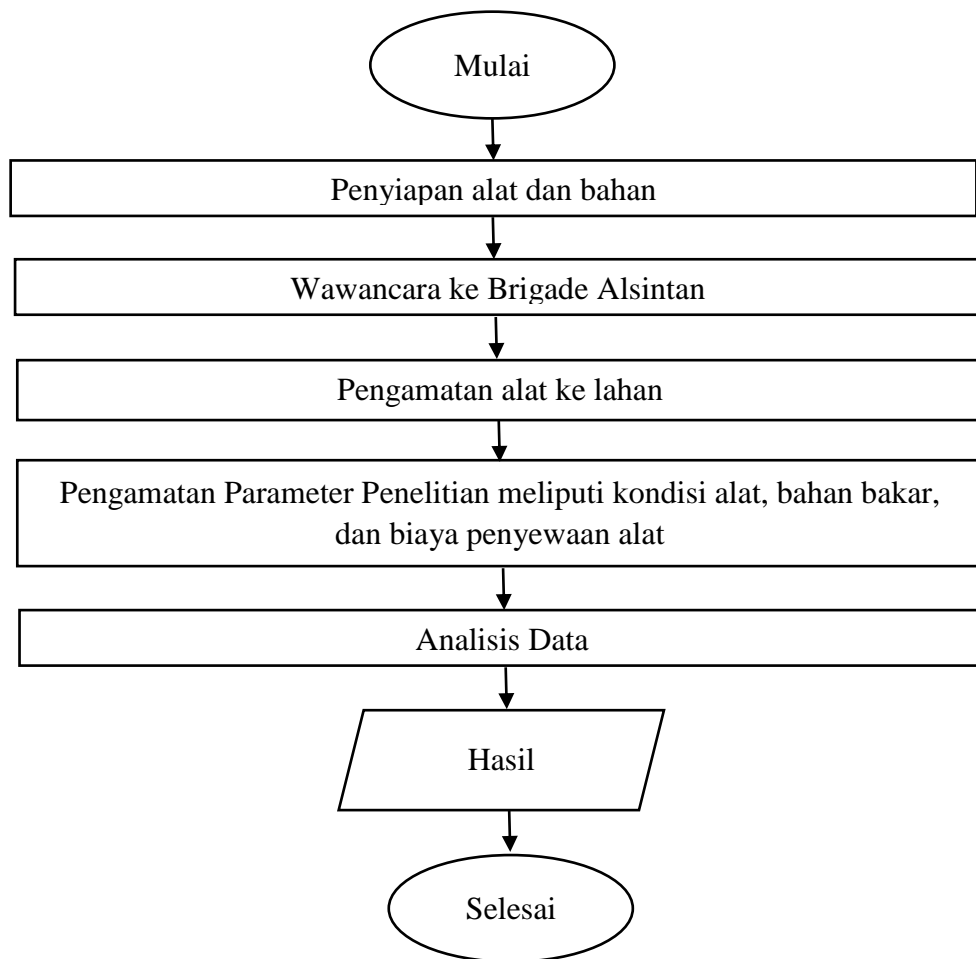 Mulai
Penyiapan alat dan bahan
Wawancara ke Brigade Alsintan
Pengamatan alat ke lahan
Pengamatan Parameter Penelitian meliputi kondisi alat, bahan bakar,
dan biaya penyewaan alat
Analisis Data
Hasil
Selesai